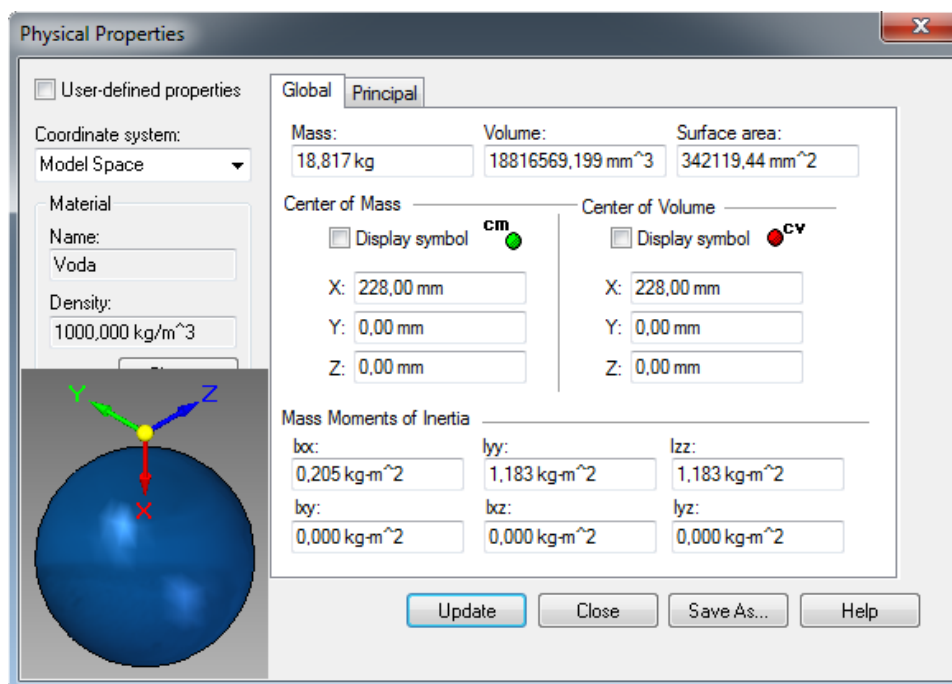 Physical Properties
User-defined properties
Coordinate system:
Model Space
Material
Name:
Voda
Density:
1000,000 kg/m^3
Global
Principal
Mass:
Volume:
Surface area:
18,817 kg
18816569,199 mm^3
342119,44 mm^2
Center of Mass
Display symbol
cm
X: 228,00 mm
Y: 0,00 mm
Z: 0,00 mm
Center of Volume
Display symbol
cv
X: 228,00 mm
Y: 0,00 mm
Z: 0,00 mm
Mass Moments of Inertia
Ixx:
Iyy:
Izz:
0,205 kg-m^2
1,183 kg-m^2
1,183 kg-m^2
Ixy:
Ixz:
Iyz:
0,000 kg-m^2
0,000 kg-m^2
0,000 kg-m^2
Y
Z
X
Update
Close
Save As...
Help